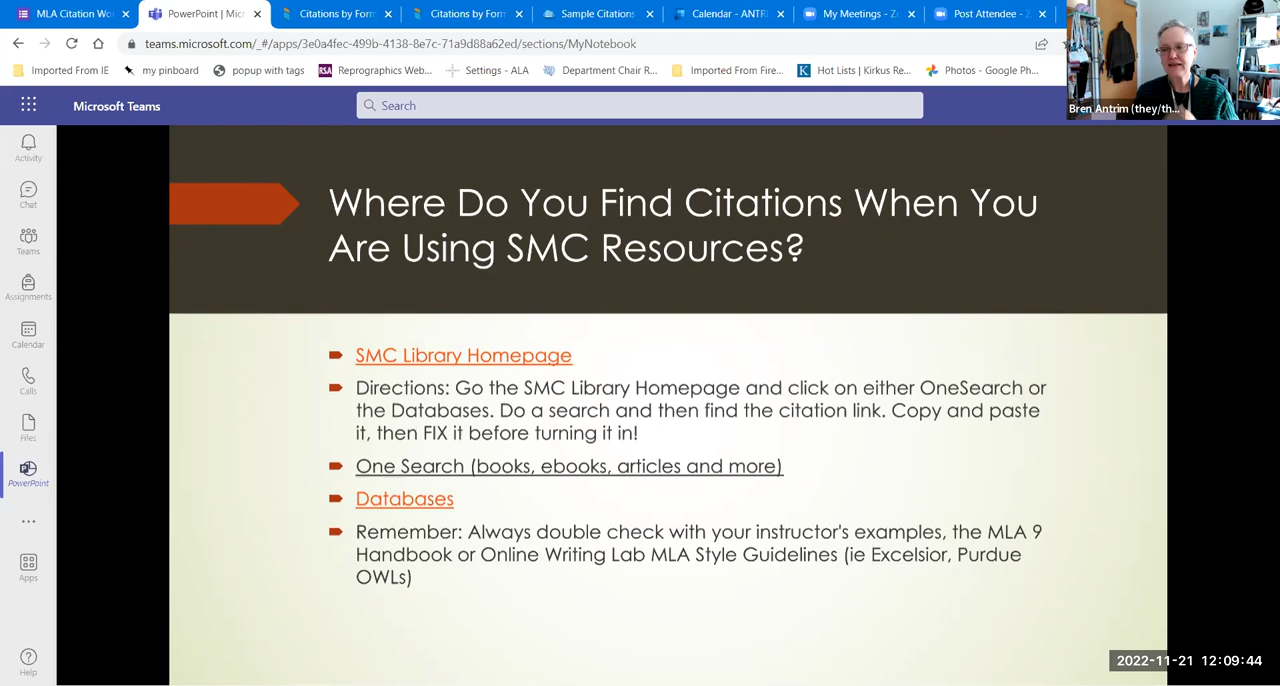 MLA Citation Wo
PowerPoint | Mic
Citations by Form
Citations by Form
Sample Citations
Calendar - ANTRI
My Meetings - Zo
Post Attendee - Z
teams.microsoft.com/_#/apps/3e0a4fec-499b-4138-8e7c-71a9d88a62ed/sections/MyNotebook
Imported From IE
my pinboard
popup with tags
RSA Reprographics Web...
Settings - ALA
Department Chair R...
Imported From Fire...
K Hot Lists | Kirkus Re...
Photos - Google Ph...
Bren Antrim (they/th...
Microsoft Teams
Search
Activity
Chat
Teams
Assignments
Calendar
Calls
Files
PowerPoint
Apps
Help
Where Do You Find Citations When You
Are Using SMC Resources?
SMC Library Homepage
Directions: Go the SMC Library Homepage and click on either OneSearch or
the Databases. Do a search and then find the citation link. Copy and paste
it, then FIX it before turning it in!
One Search (books, ebooks, articles and more)
Databases
Remember: Always double check with your instructor's examples, the MLA 9
Handbook or Online Writing Lab MLA Style Guidelines (ie Excelsior, Purdue
OWLs)
2022-11-21 12:09:44